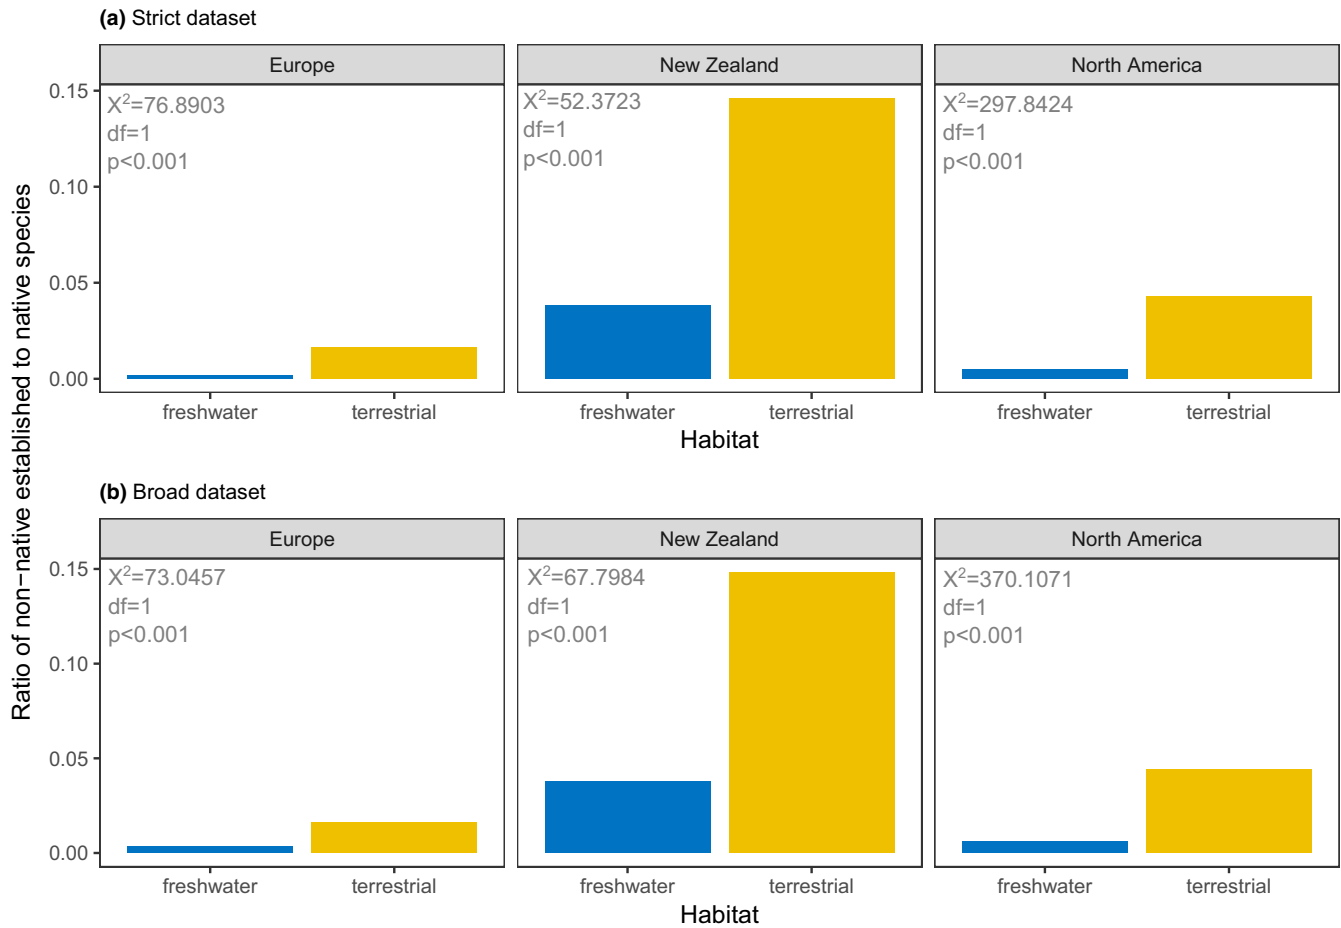 (a) Strict dataset
Europe
New Zealand
North America
X²=76.8903
df=1
p<0.001
X²=52.3723
df=1
p<0.001
X²=297.8424
df=1
p<0.001
0.15
0.10
0.05
0.00
freshwater
terrestrial
freshwater
terrestrial
freshwater
terrestrial
Habitat
Ratio of non−native established to native species
(b) Broad dataset
Europe
New Zealand
North America
X²=73.0457
df=1
p<0.001
X²=67.7984
df=1
p<0.001
X²=370.1071
df=1
p<0.001
0.15
0.10
0.05
0.00
freshwater
terrestrial
freshwater
terrestrial
freshwater
terrestrial
Habitat